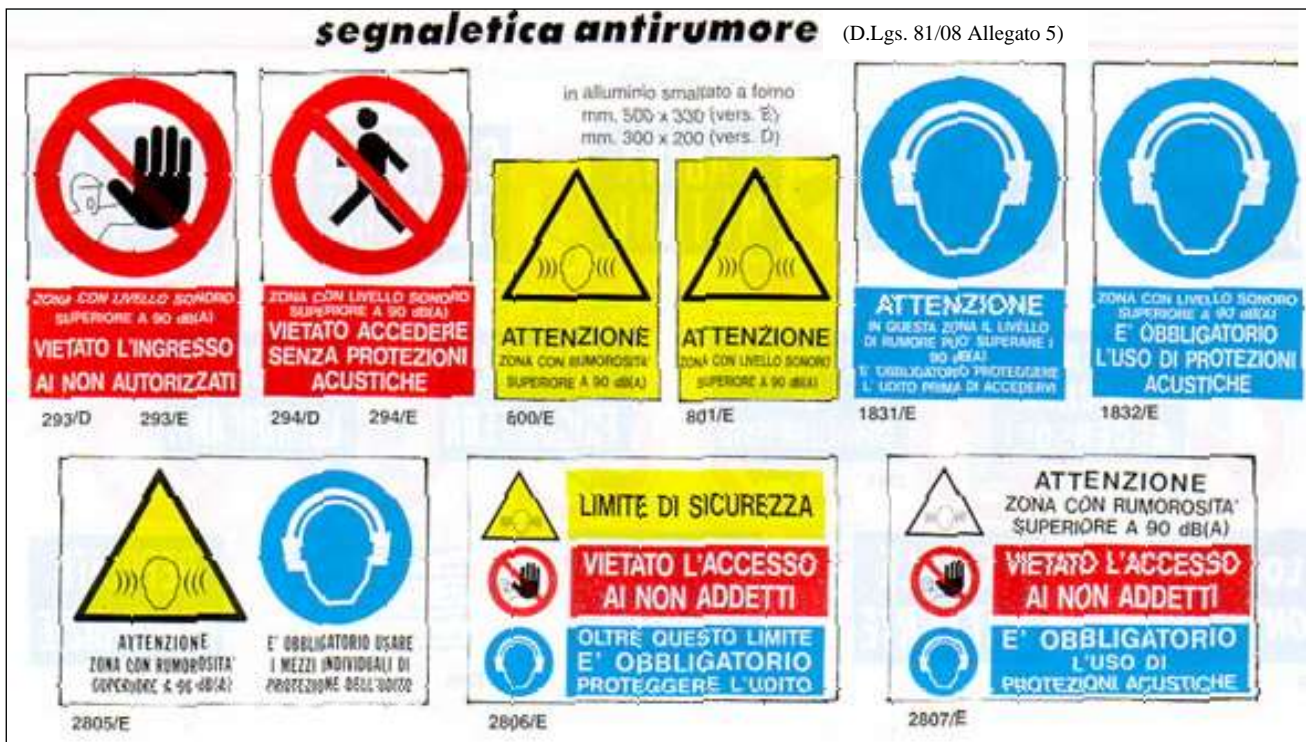 segnaletica antirumore (D.Lgs. 81/08 Allegato 5)
in alluminio smaltato a forno
mm. 500 x 330 (vers. E)
mm. 300 x 200 (vers. D)
ZONA CON LIVELLO SONORO
SUPERIORE A 90 dB(A)
VIETATO L'INGRESSO
AI NON AUTORIZZATI
293/D 293/E
ZONA CON LIVELLO SONORO
SUPERIORE A 90 dB(A)
VIETATO ACCEDERE
SENZA PROTEZIONI
ACUSTICHE
294/D 294/E
ATTENZIONE
ZONA CON RUMOROSITA'
SUPERIORE A 90 dB(A)
800/E
ATTENZIONE
ZONA CON LIVELLO SONORO
SUPERIORE A 90 dB(A)
801/E
ATTENZIONE
IN QUESTA ZONA IL LIVELLO
DI RUMORE PUO' SUPERARE I
90 dB(A)
E' OBBLIGATORIO PROTEGGERE
L'UDITO PRIMA DI ACCEDERVI
1831/E
ZONA CON LIVELLO SONORO
SUPERIORE A 90 dB(A)
E' OBBLIGATORIO
L'USO DI PROTEZIONI
ACUSTICHE
1832/E
ATTENZIONE
ZONA CON RUMOROSITA'
SUPERIORE A 90 dB(A)
E' OBBLIGATORIO USARE
I MEZZI INDIVIDUALI DI
PROTEZIONE DELL'UDITO
2805/E
LIMITE DI SICUREZZA
VIETATO L'ACCESSO
AI NON ADDETTI
OLTRE QUESTO LIMITE
E' OBBLIGATORIO
PROTEGGERE L'UDITO
2806/E
ATTENZIONE
ZONA CON RUMOROSITA'
SUPERIORE A 90 dB(A)
VIETATO L'ACCESSO
AI NON ADDETTI
E' OBBLIGATORIO
L'USO DI
PROTEZIONI ACUSTICHE
2807/E